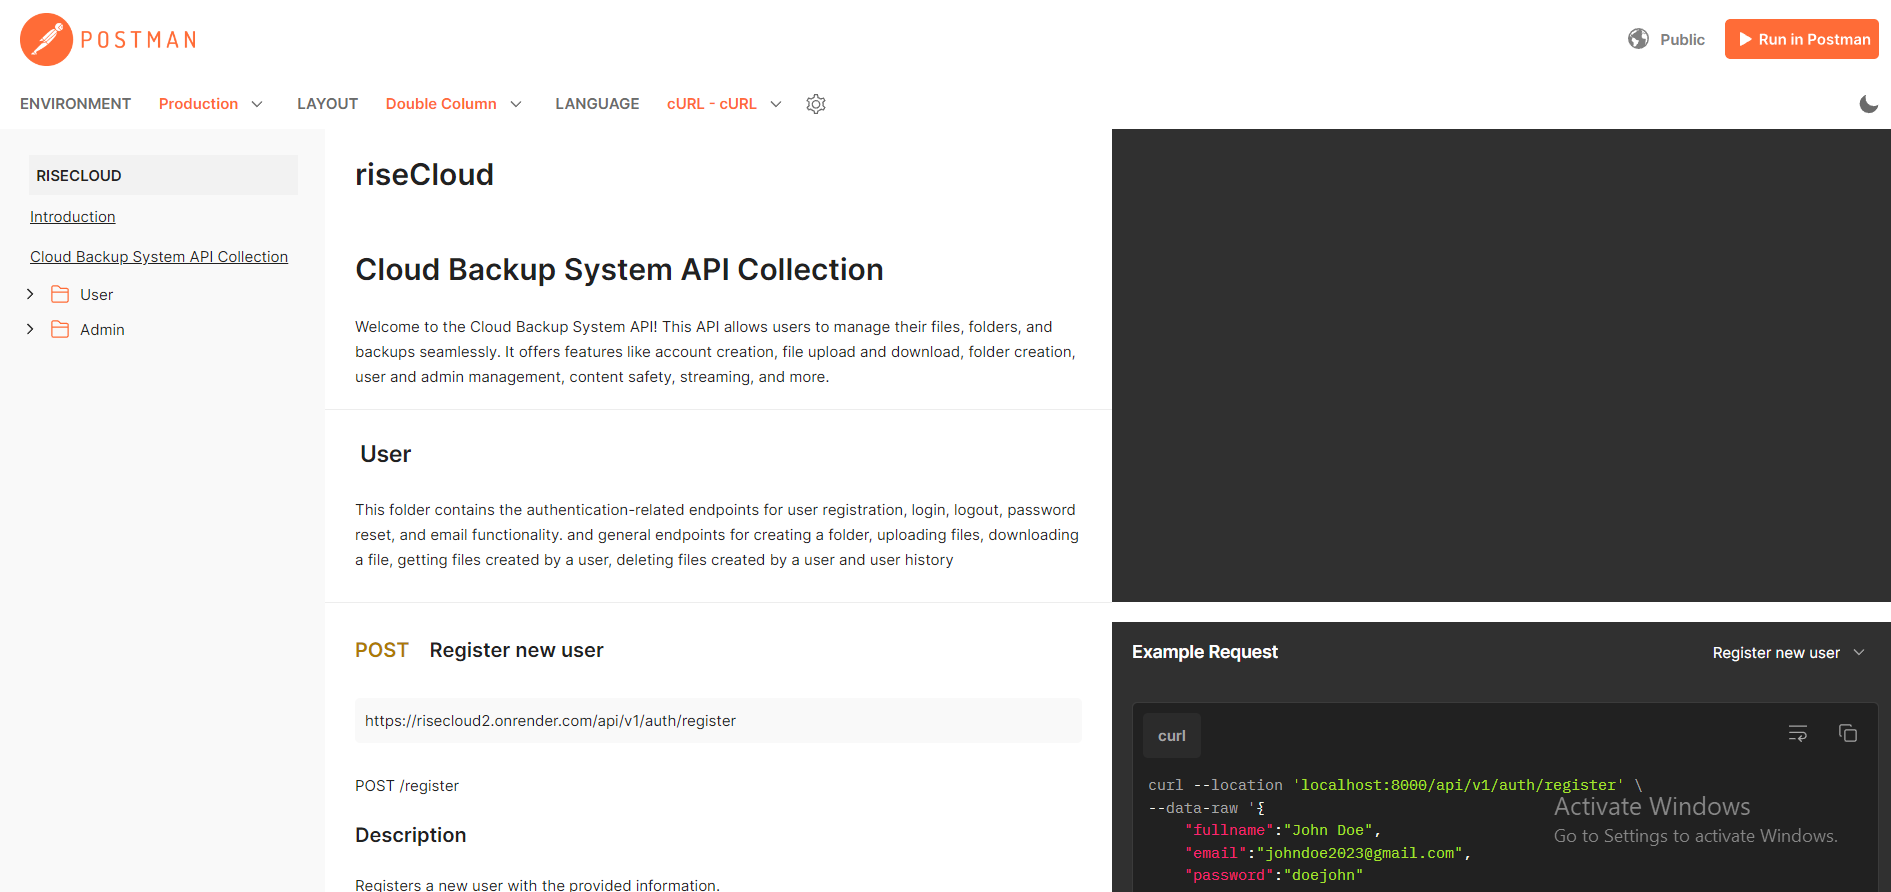 POSTMAN
Public
Run in Postman
ENVIRONMENT Production LAYOUT Double Column LANGUAGE cURL - cURL
RISECLOUD
Introduction
Cloud Backup System API Collection
User
Admin
riseCloud
Cloud Backup System API Collection
Welcome to the Cloud Backup System API! This API allows users to manage their files, folders, and
backups seamlessly. It offers features like account creation, file upload and download, folder creation,
user and admin management, content safety, streaming, and more.
User
This folder contains the authentication-related endpoints for user registration, login, logout, password
reset, and email functionality. and general endpoints for creating a folder, uploading files, downloading
a file, getting files created by a user, deleting files created by a user and user history
POST Register new user
https://risecloud2.onrender.com/api/v1/auth/register
POST /register
Description
Registers a new user with the provided information.
Example Request
Register new user
curl
curl --location 'localhost:8000/api/v1/auth/register' \
--data-raw '{
"fullname":"John Doe",
"email":"johndoe2023@gmail.com",
"password":"doejohn"
Activate Windows
Go to Settings to activate Windows.